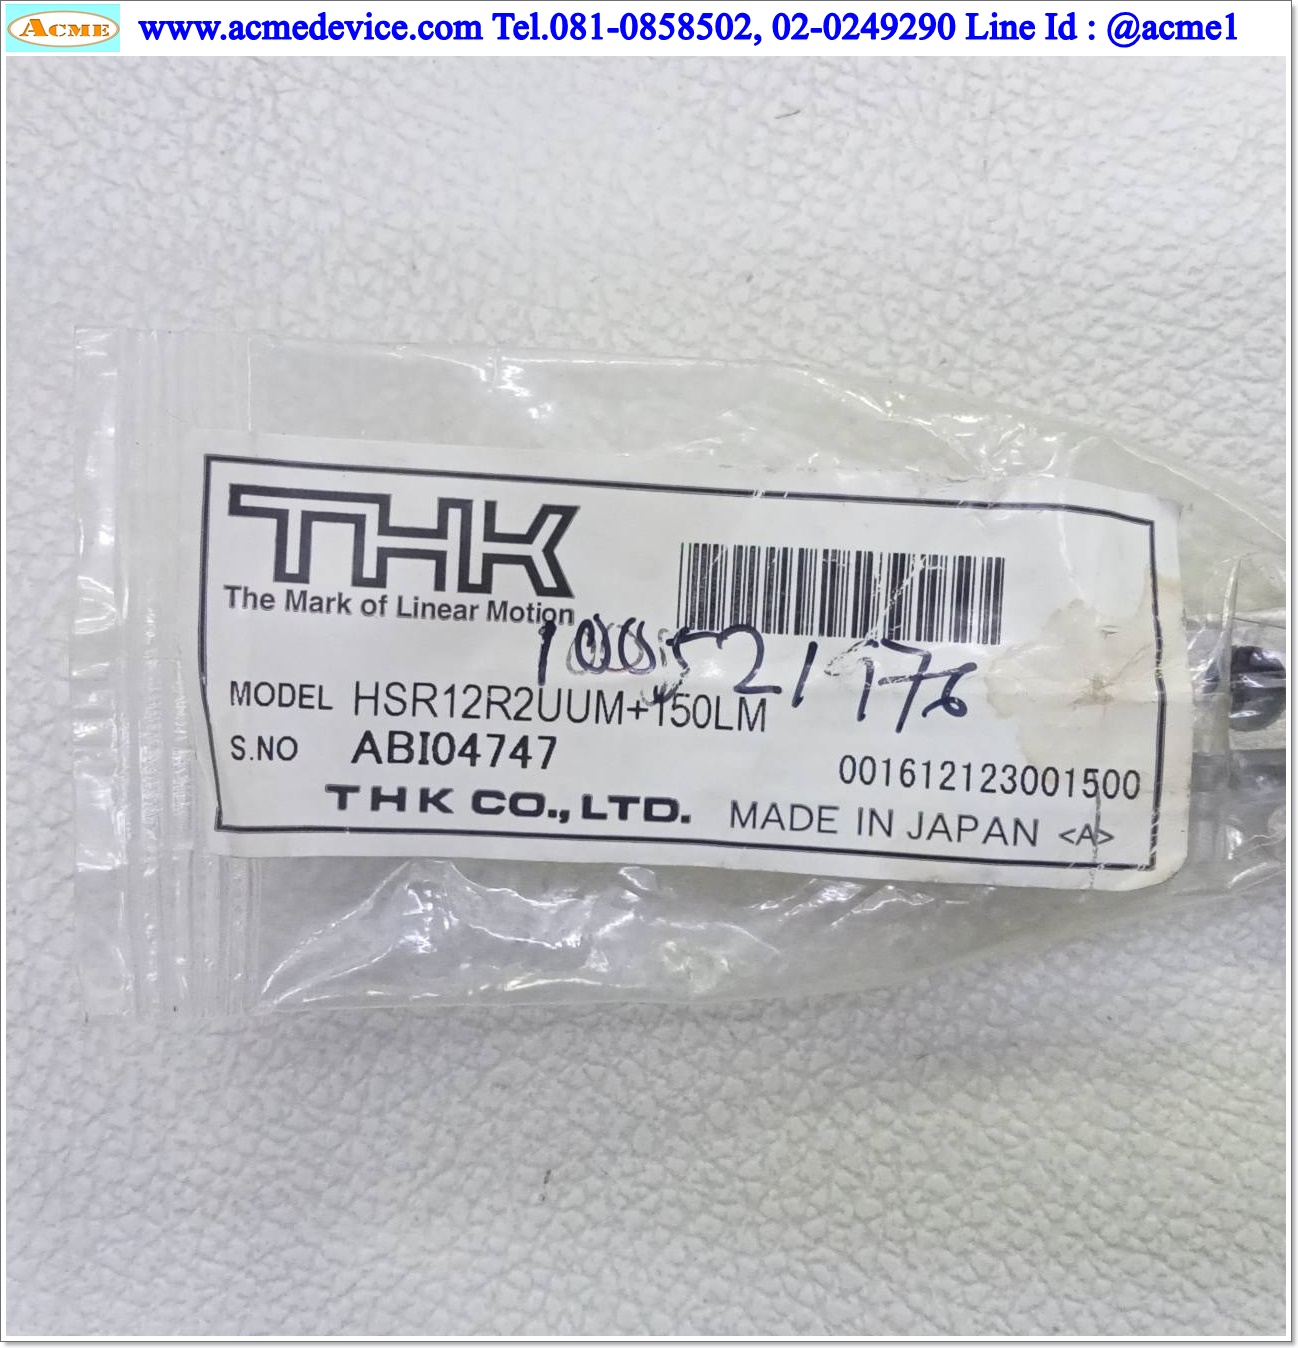 ACME www.acmedevice.com Tel.081-0858502, 02-0249290 Line Id : @acme1
THK
The Mark of Linear Motion
MODEL HSR12R2UUM+150LM
S.NO ABI04747
001612123001500
THK CO., LTD. MADE IN JAPAN <A>